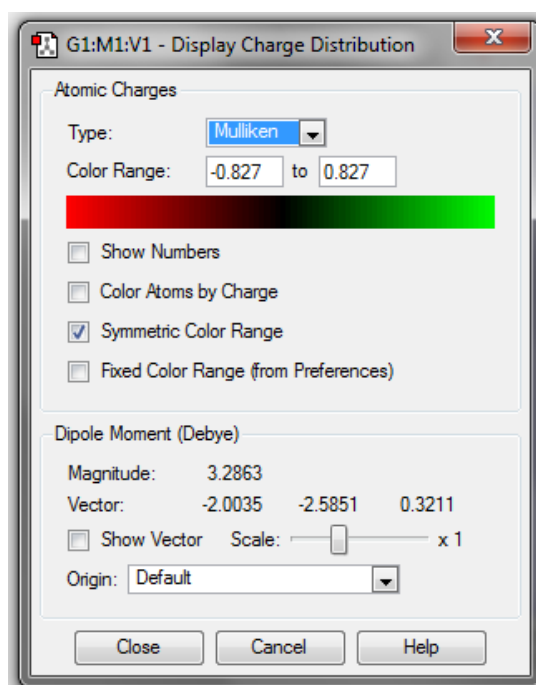 G1:M1:V1 - Display Charge Distribution
Atomic Charges
Type: Mulliken
Color Range: -0.827 to 0.827
Show Numbers
Color Atoms by Charge
Symmetric Color Range
Fixed Color Range (from Preferences)
Dipole Moment (Debye)
Magnitude: 3.2863
Vector: -2.0035 -2.5851 0.3211
Show Vector Scale: x 1
Origin: Default
Close Cancel Help